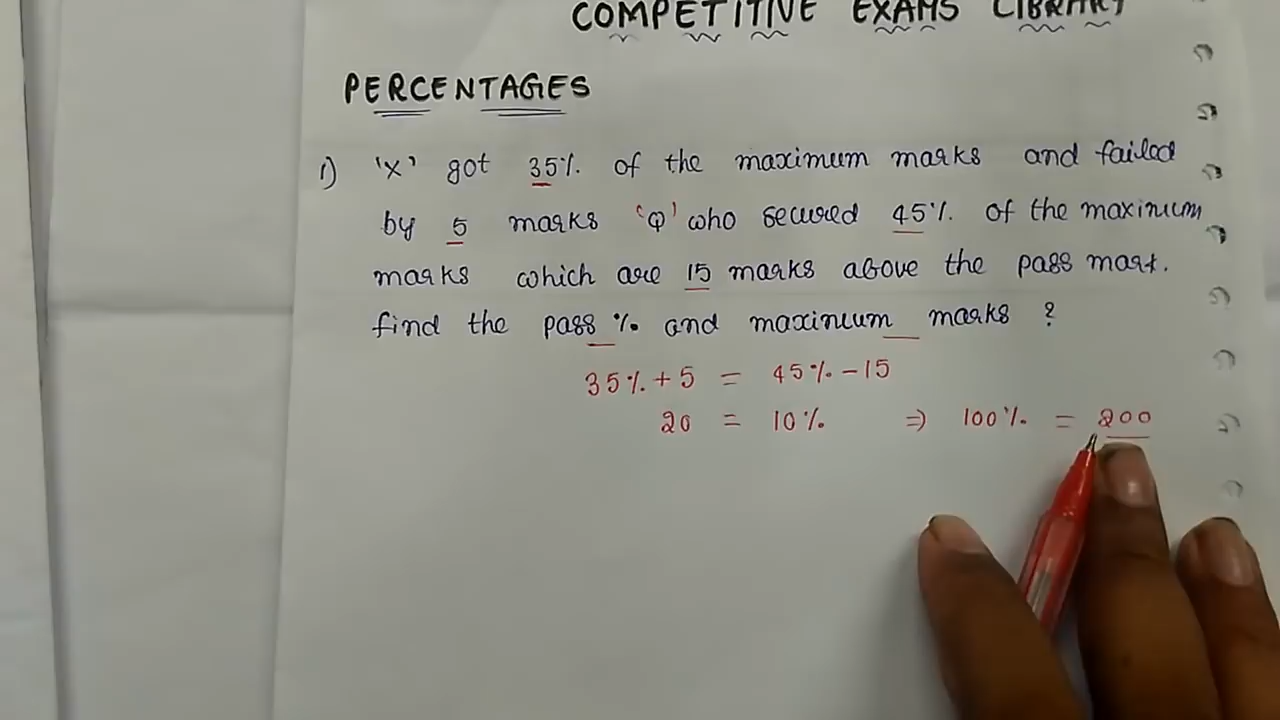 COMPETITIVE EXAMS LIBRARY
PERCENTAGES
1) 'X' got 35% of the maximum marks and failed
by 5 marks 'φ' who secured 45% of the maximum
marks which are 15 marks above the pass mark.
find the pass % and maximum marks ?
35% + 5 = 45% - 15
20 = 10% ⇒ 100% = 200